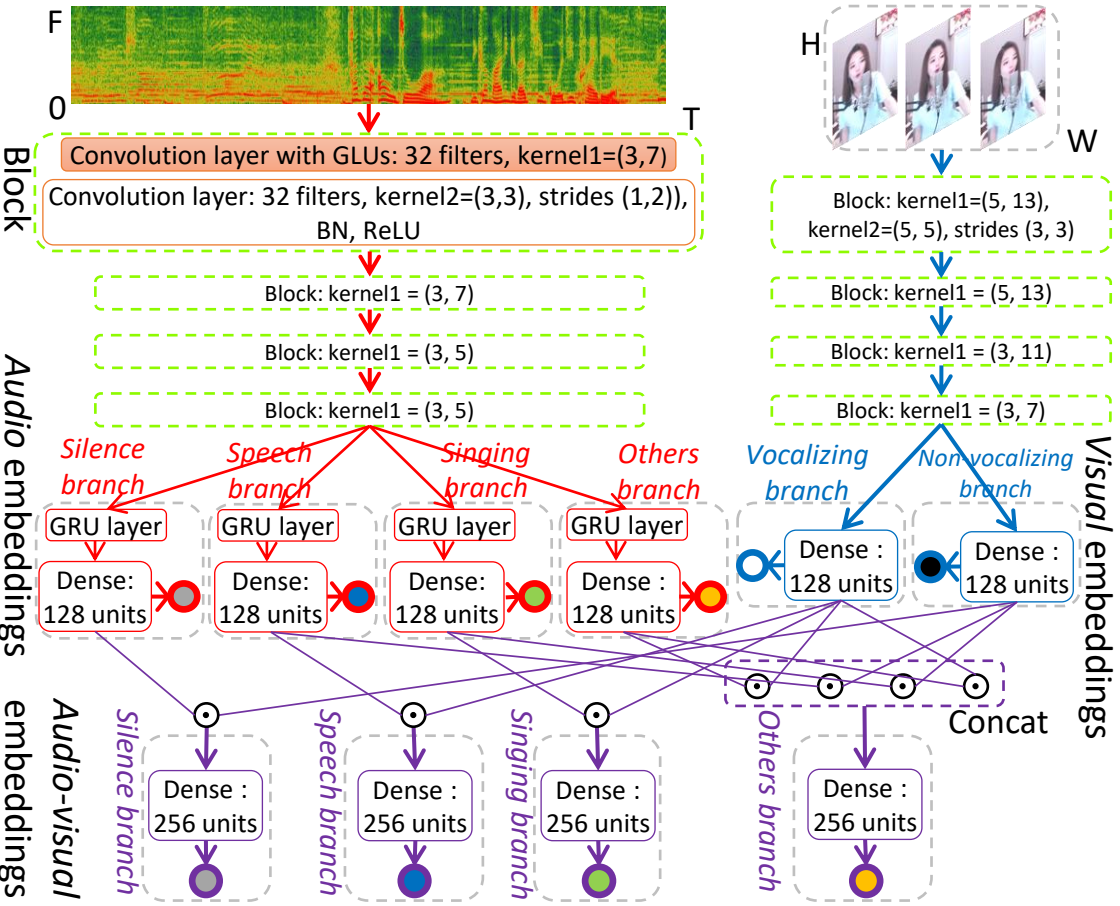 F
0
T
H
W
Block
Convolution layer with GLUs: 32 filters, kernel1=(3,7)
Convolution layer: 32 filters, kernel2=(3,3), strides (1,2)),
BN, ReLU
Block: kernel1 = (3, 7)
Block: kernel1 = (3, 5)
Block: kernel1 = (3, 5)
Block: kernel1=(5, 13),
kernel2=(5, 5), strides (3, 3)
Block: kernel1 = (5, 13)
Block: kernel1 = (3, 11)
Block: kernel1 = (3, 7)
Audio embeddings
Silence
branch
Speech
branch
Singing
branch
Others
branch
Vocalizing
branch
Non-vocalizing
branch
Visual embeddings
GRU layer
Dense:
128 units
GRU layer
Dense:
128 units
GRU layer
Dense:
128 units
GRU layer
Dense:
128 units
Dense :
128 units
Dense :
128 units
Concat
Audio-visual
embeddings
Silence branch
Dense :
256 units
Speech branch
Dense :
256 units
Singing branch
Dense :
256 units
Others branch
Dense :
256 units